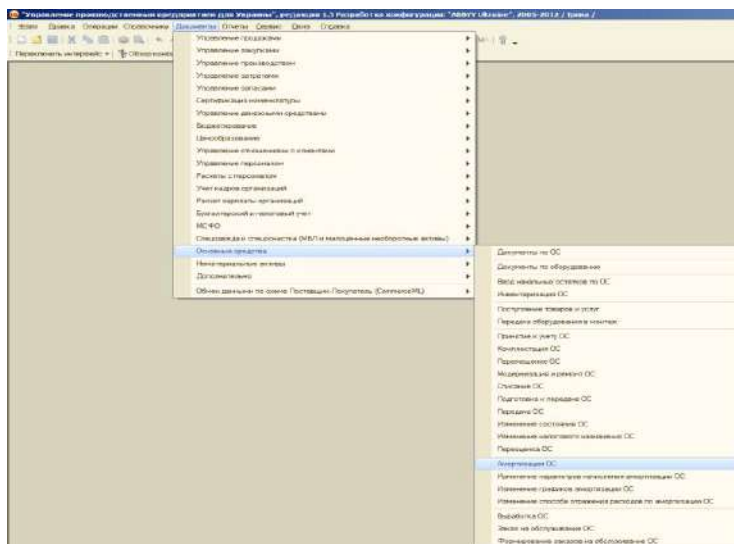 "Управление производственным предприятием для Украины", редакция 1.3 Разработка конфигурации: "ABBYY Ukraine", 2005-2012 /
Файл Правка Операции Справочники Документы Отчеты Сервис Окна Справка
Переключить интерфейс
Управление продажами
Управление закупками
Управление производством
Управление затратами
Управление запасами
Сертификация номенклатуры
Управление денежными средствами
Бюджетирование
Ценообразование
Управление отношениями с клиентами
Управление персоналом
Расчеты с персоналом
Учет кадров организаций
Расчет зарплаты организаций
Бухгалтерский и налоговый учет
МСФО
Спецодежда и спецоснастка (МБП и малоценные необоротные активы)
Основные средства
Нематериальные активы
Дополнительно
Обмен данными по схеме Поставщик-Покупатель (CommerceML)
Документы по ОС
Документы по оборудованию
Ввод начальных остатков по ОС
Инвентаризация ОС
Поступление товаров и услуг
Передача оборудования в монтаж
Принятие к учету ОС
Комплектация ОС
Перемещение ОС
Модернизация и ремонт ОС
Списание ОС
Подготовка к передаче ОС
Передача ОС
Изменение состояния ОС
Изменение налогового назначения ОС
Переоценка ОС
Амортизация ОС
Изменение параметров начисления амортизации ОС
Изменение графиков амортизации ОС
Изменение способа отражения расходов по амортизации ОС
Выработка ОС
Заказ на обслуживание ОС
Формирование заказов на обслуживание ОС